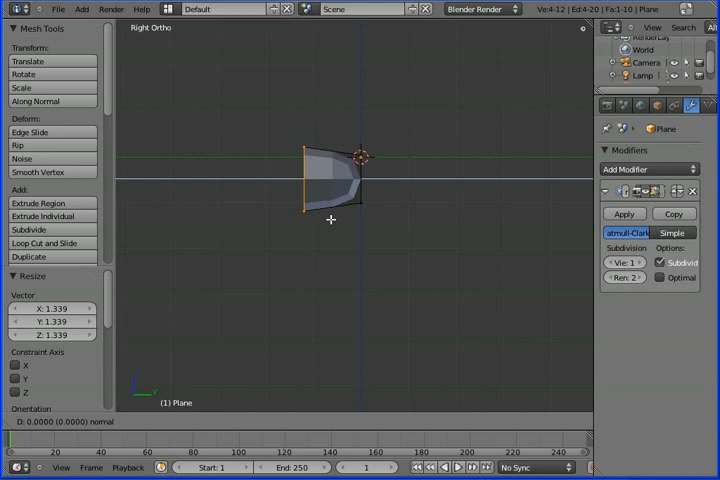 File Add Render Help Default Scene Blender Render Ve:4-12 | Ed:4-20 | Fa:1-10 | Plane
Mesh Tools
Transform:
Translate
Rotate
Scale
Along Normal
Deform:
Edge Slide
Rip
Noise
Smooth Vertex
Add:
Extrude Region
Extrude Individual
Subdivide
Loop Cut and Slide
Duplicate
Resize
Vector
X: 1.339
Y: 1.339
Z: 1.339
Constraint Axis
X
Y
Z
Orientation
Right Ortho
(1) Plane
D: 0.0000 (0.0000) normal
View Search All
RenderLay
World
Camera
Lamp
Plane
Modifiers
Add Modifier
Apply Copy
atmull-Clark Simple
Subdivision Options:
Vie: 1 Subdivid
Ren: 2 Optimal
20 40 60 80 100 120 140 160 180 200 220 240
View Frame Playback Start: 1 End: 250 1 No Sync